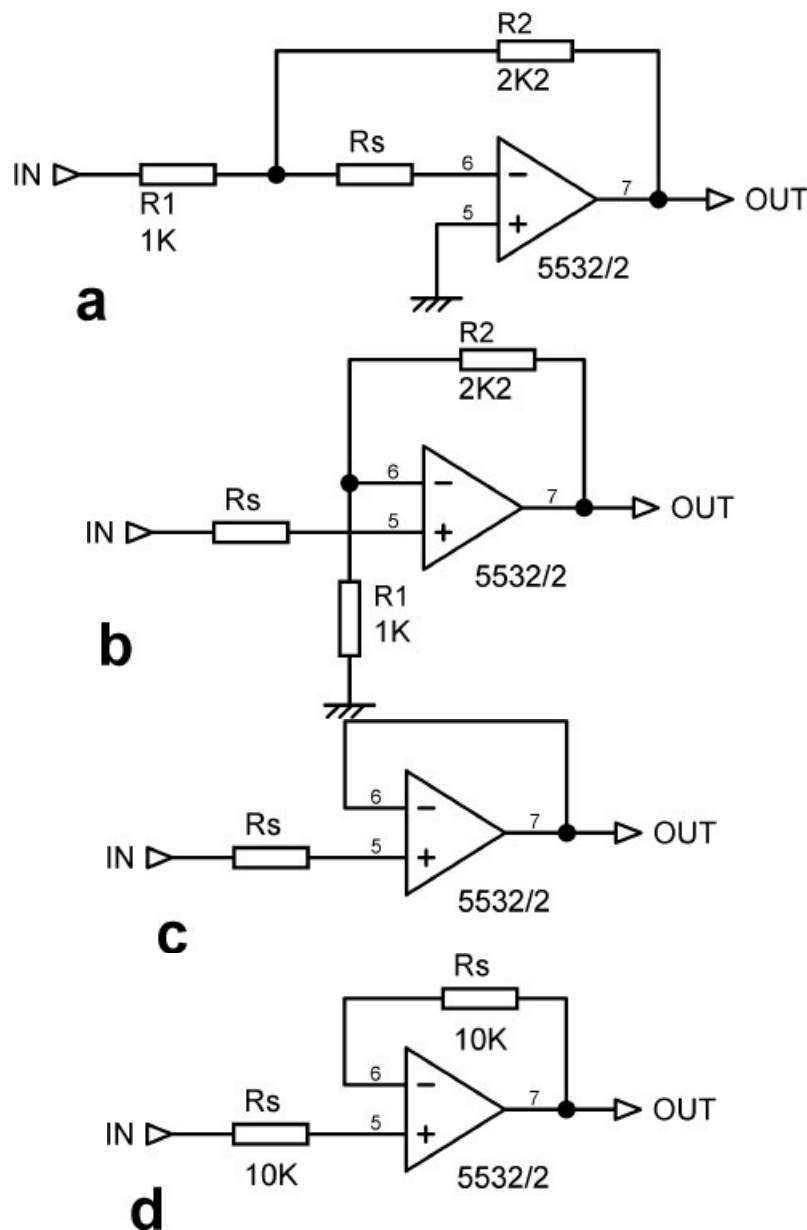 R2
2K2
IN
Rs
R1
1K
6
-
5
+
7
OUT
5532/2
a
R2
2K2
6
-
IN
Rs
5
+
7
OUT
5532/2
R1
1K
b
6
-
IN
Rs
5
+
7
OUT
5532/2
c
Rs
10K
6
-
IN
Rs
10K
5
+
7
OUT
5532/2
d